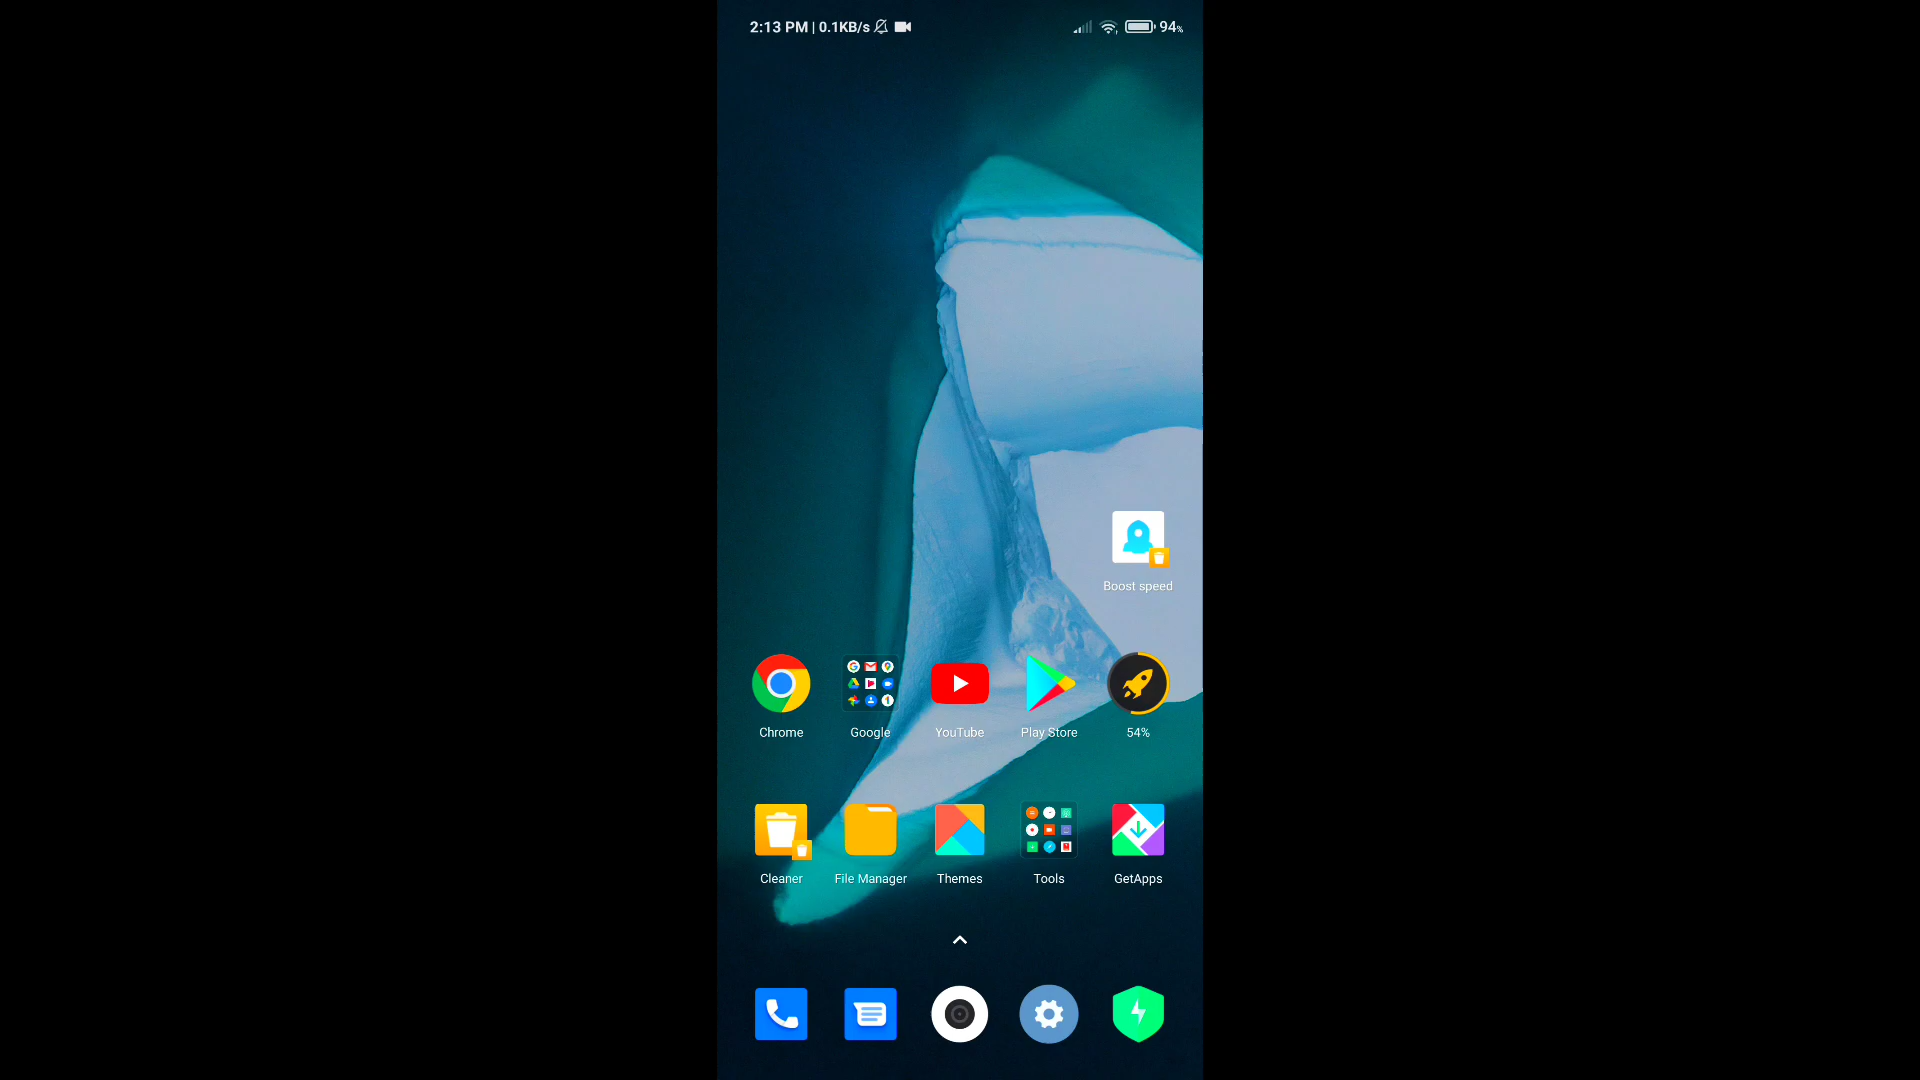 2:13 PM | 0.1KB/s 94%
Boost speed
Chrome Google YouTube Play Store 54%
Cleaner File Manager Themes Tools GetApps